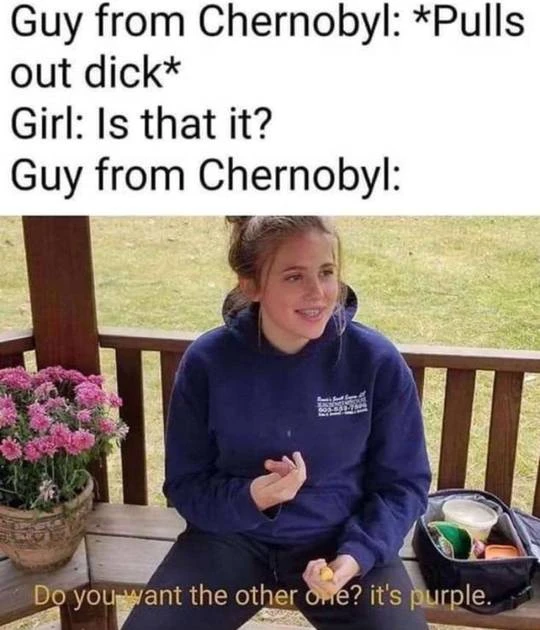 Guy from Chernobyl: *Pulls
out dick*
Girl: Is that it?
Guy from Chernobyl:
Do you want the other one? it's purple.